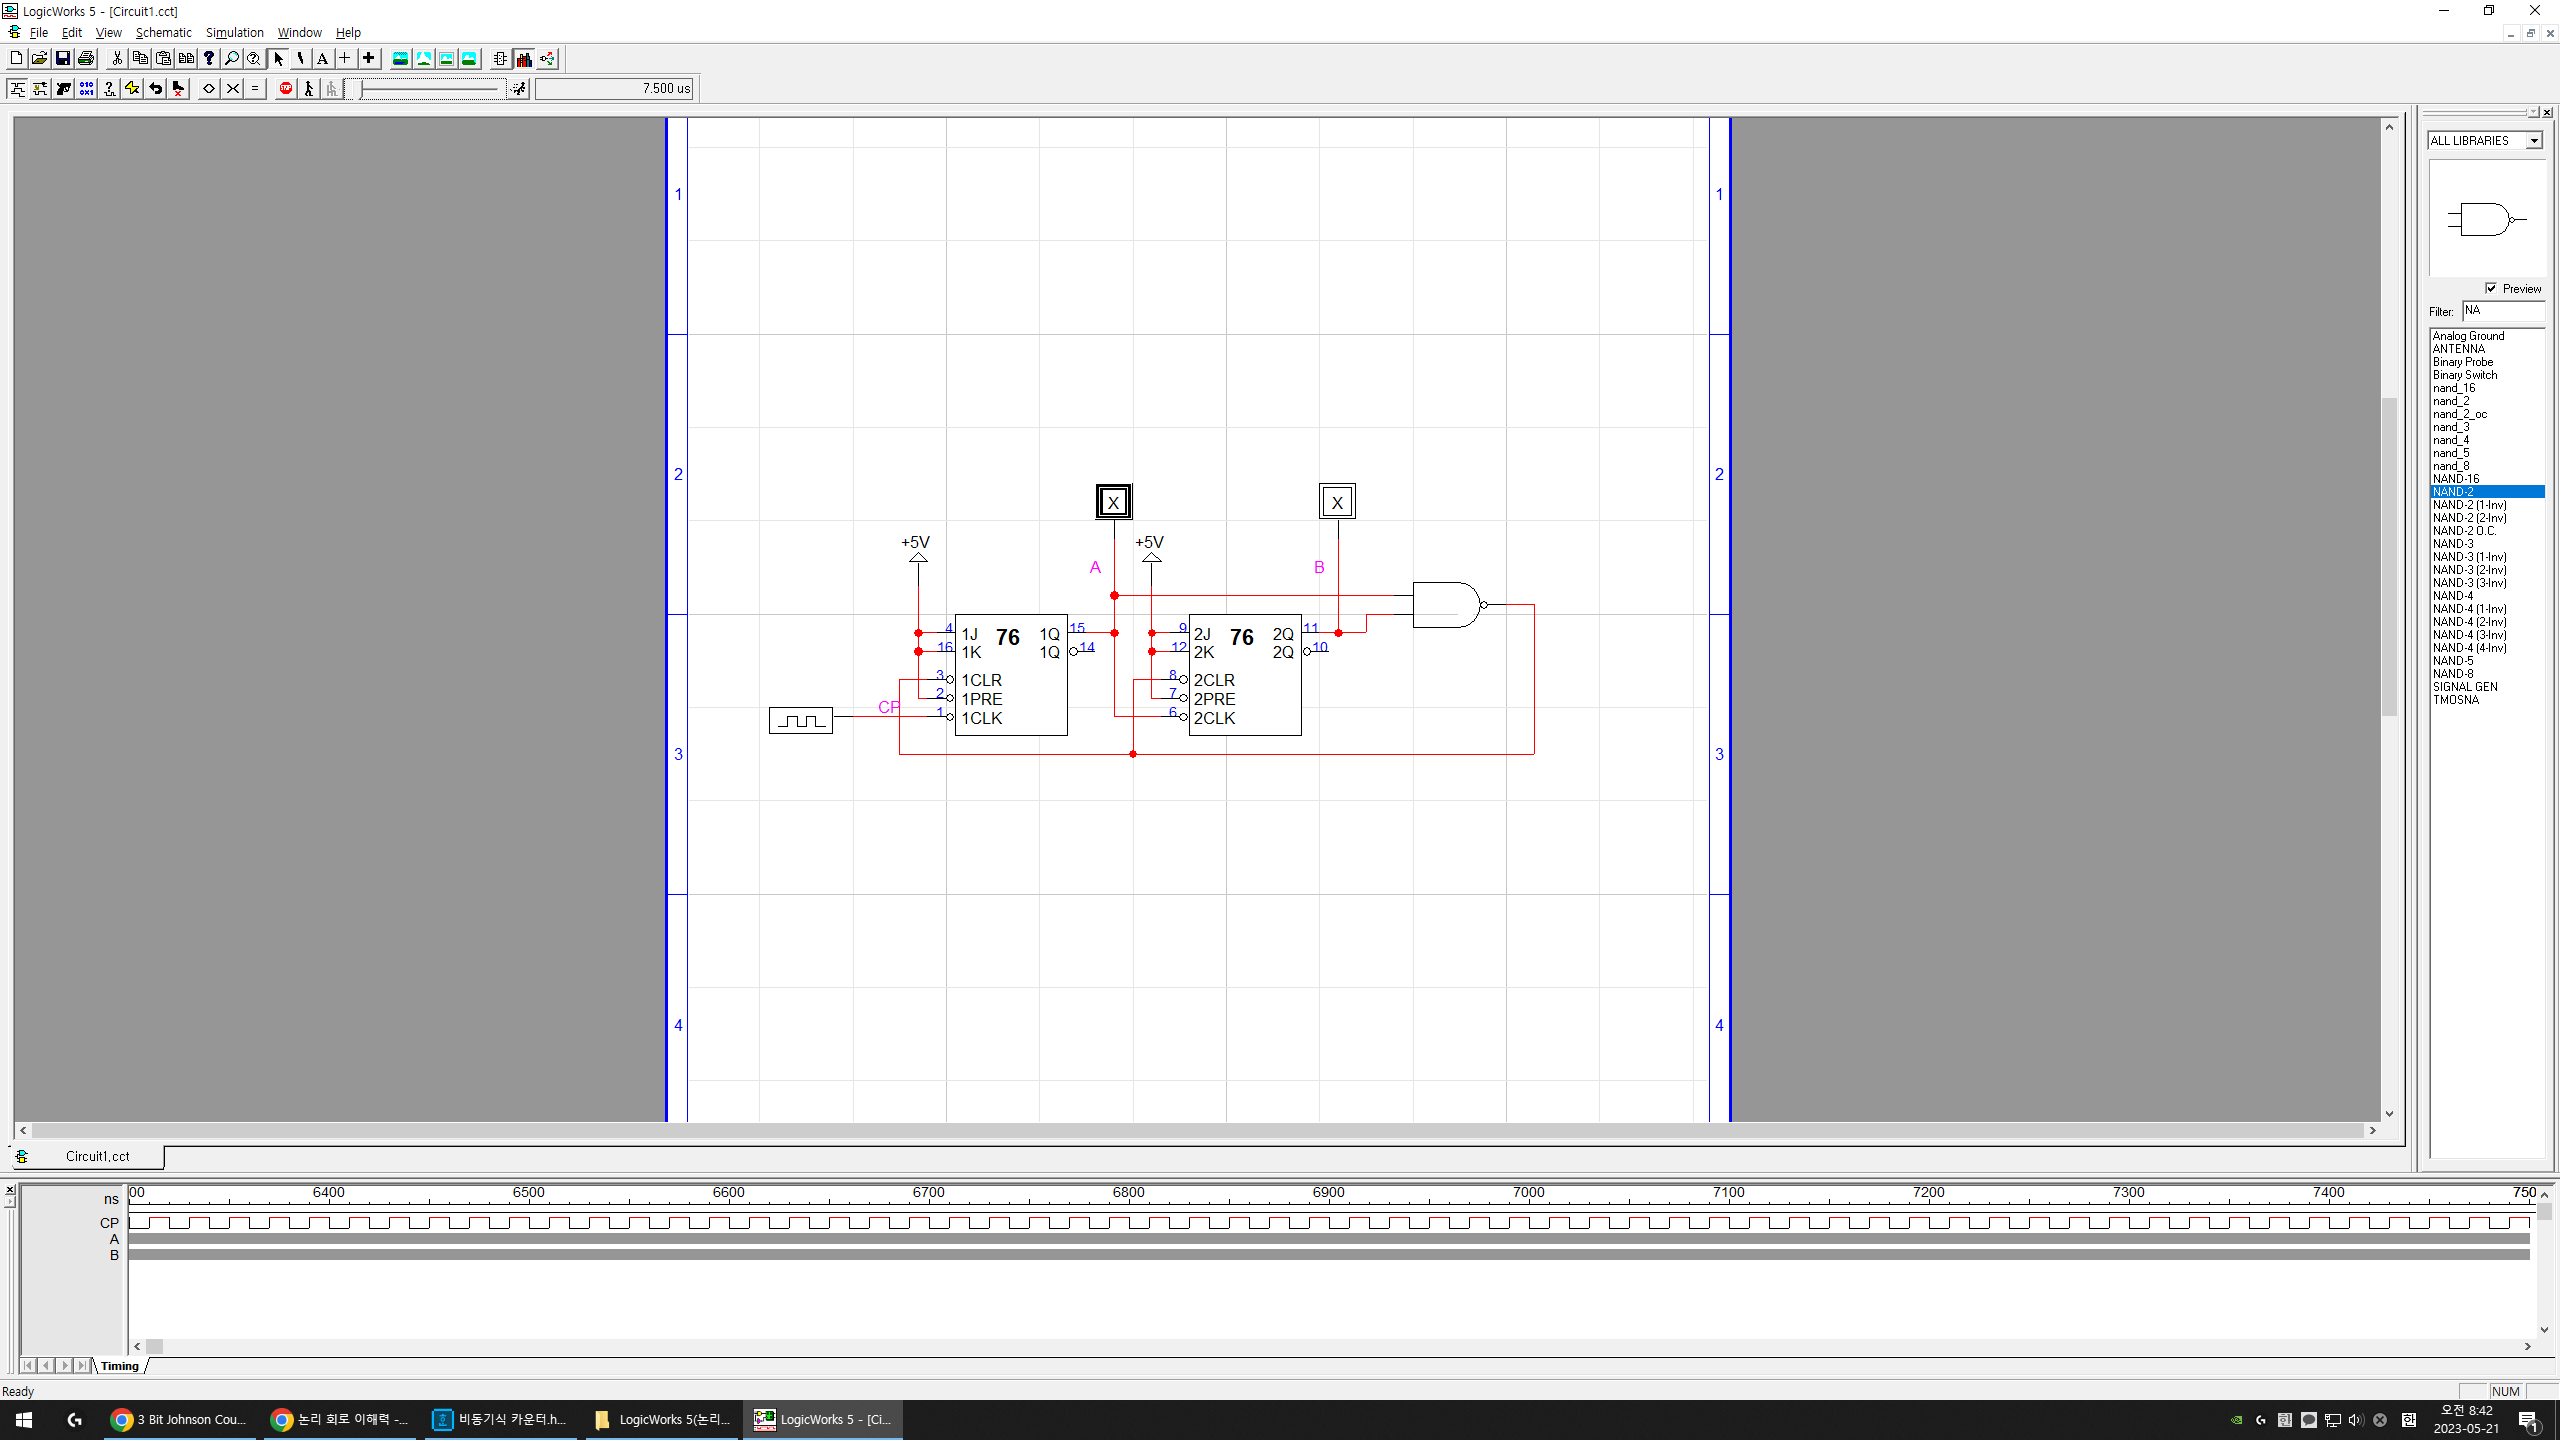 LogicWorks 5 - [Circuit1.cct]
File Edit View Schematic Simulation Window Help
7.500 us
1 1
2 2
3 3
4 4
X X
+5V +5V
A B
4 1J 76 1Q 15
16 1K 1Q 14
3 1CLR
2 1PRE
CP 1 1CLK
9 2J 76 2Q 11
12 2K 2Q 10
8 2CLR
7 2PRE
6 2CLK
ALL LIBRARIES
Preview
Filter: NA
Analog Ground
ANTENNA
Binary Probe
Binary Switch
nand_16
nand_2
nand_2_oc
nand_3
nand_4
nand_5
nand_8
NAND-16
NAND-2
NAND-2 (1-Inv)
NAND-2 (2-Inv)
NAND-2 O.C.
NAND-3
NAND-3 (1-Inv)
NAND-3 (2-Inv)
NAND-3 (3-Inv)
NAND-4
NAND-4 (1-Inv)
NAND-4 (2-Inv)
NAND-4 (3-Inv)
NAND-4 (4-Inv)
NAND-5
NAND-8
SIGNAL GEN
TMOSNA
Circuit1.cct
ns 00 6400 6500 6600 6700 6800 6900 7000 7100 7200 7300 7400 750
CP
A
B
Timing
Ready NUM
3 Bit Johnson Cou... 논리 회로 이해력 -... 비동기식 카운터.h... LogicWorks 5(논리... LogicWorks 5 - [Ci...
오전 8:42
2023-05-21
1